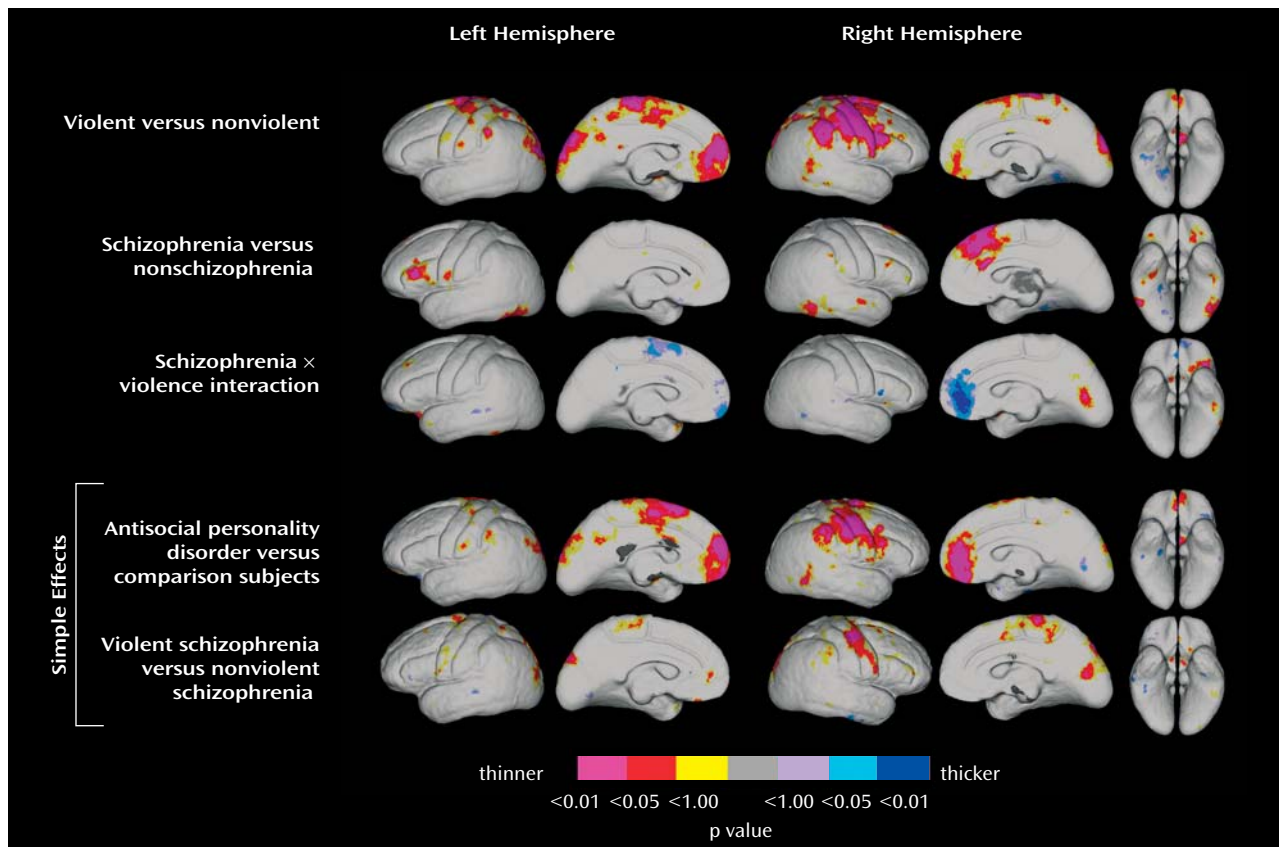 Left Hemisphere
Right Hemisphere
Violent versus nonviolent
Schizophrenia versus
nonschizophrenia
Schizophrenia ×
violence interaction
Simple Effects
Antisocial personality
disorder versus
comparison subjects
Violent schizophrenia
versus nonviolent
schizophrenia
thinner
thicker
<0.01 <0.05 <1.00 <1.00 <0.05 <0.01
p value